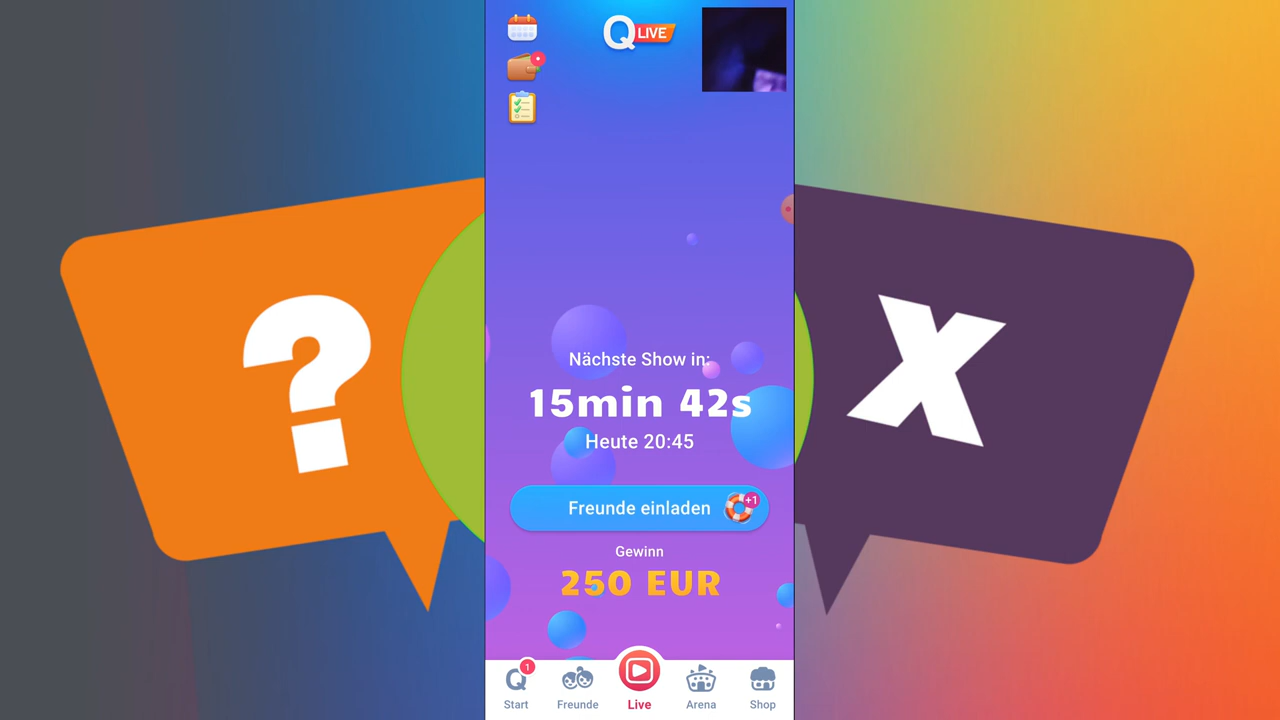 Q LIVE
?
X
Nächste Show in:
15min 42s
Heute 20:45
Freunde einladen
+1
Gewinn
250 EUR
1
Q
Start
Freunde
Live
Arena
Shop